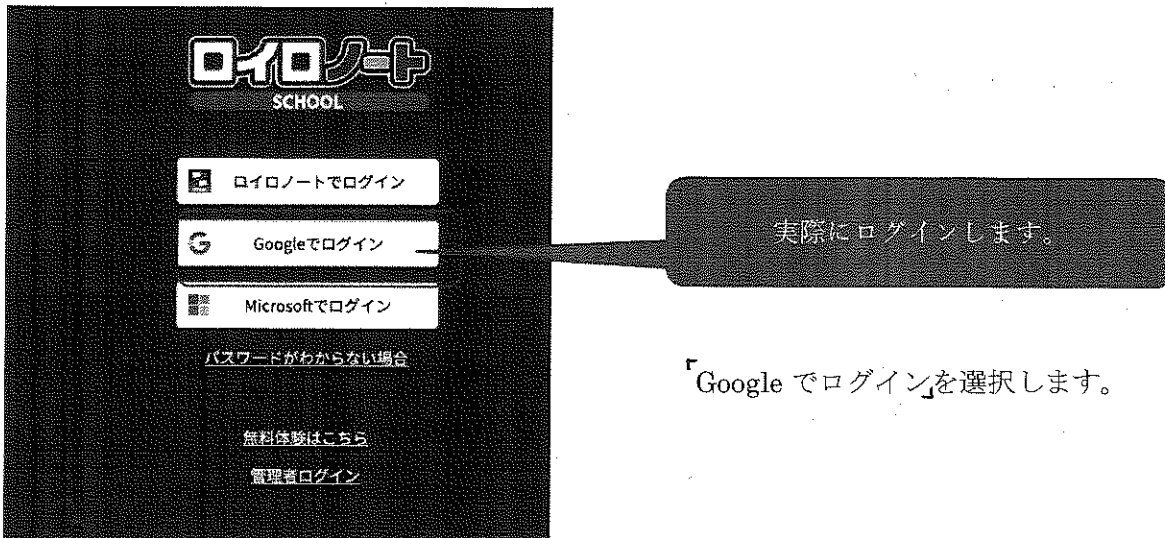 ロイロノート
SCHOOL
ロイロノートでログイン
Googleでログイン
Microsoftでログイン
パスワードがわからない場合
無料体験はこちら
管理者ログイン
実際にログインします。
「Google でログイン」を選択します。